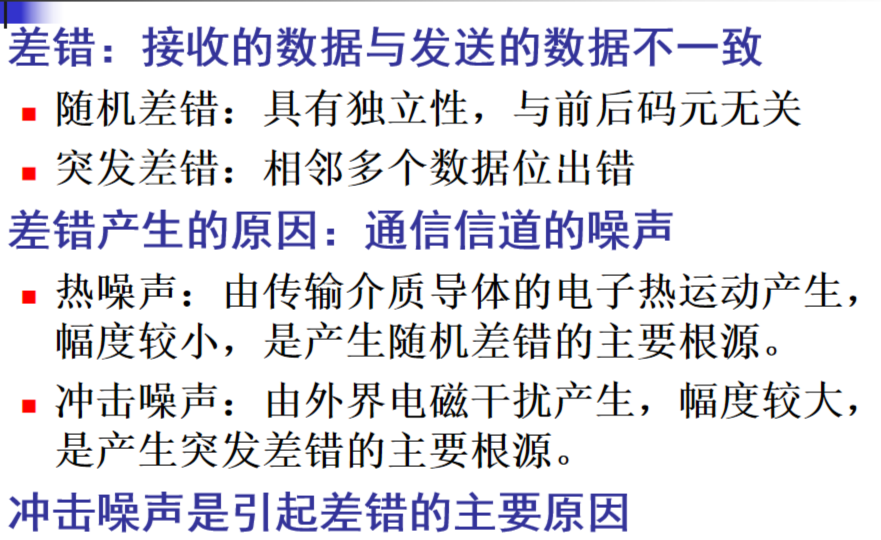 差错：接收的数据与发送的数据不一致
随机差错：具有独立性，与前后码元无关
突发差错：相邻多个数据位出错
差错产生的原因：通信信道的噪声
热噪声：由传输介质导体的电子热运动产生，
幅度较小，是产生随机差错的主要根源。
冲击噪声：由外界电磁干扰产生，幅度较大，
是产生突发差错的主要根源。
冲击噪声是引起差错的主要原因